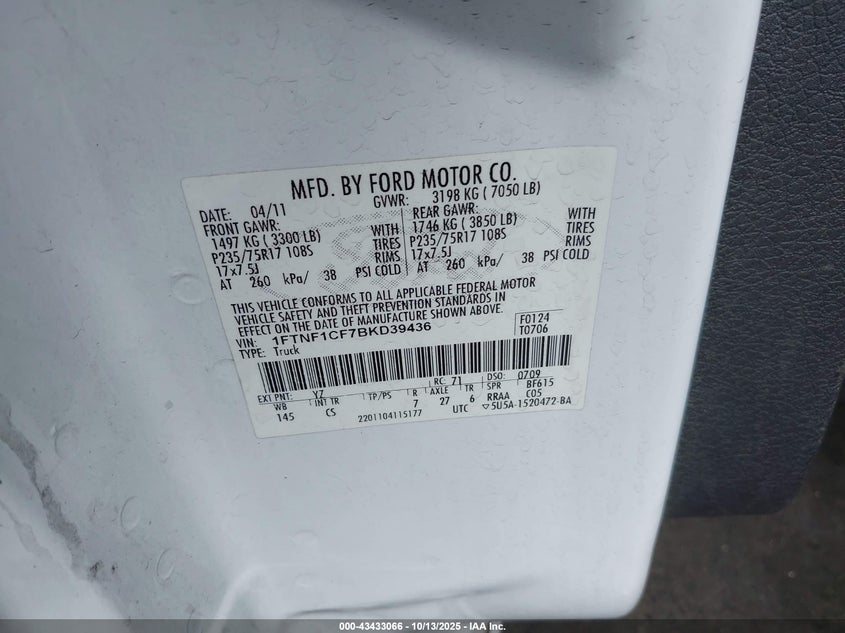 MFD. BY FORD MOTOR CO.
DATE: 04/11 GVWR: 3198 KG ( 7050 LB)
FRONT GAWR: WITH REAR GAWR: WITH
1497 KG ( 3300 LB) TIRES 1746 KG ( 3850 LB) TIRES
P235/75R17 108S RIMS P235/75R17 108S RIMS
17x7.5J 17x7.5J
AT 260 kPa/ 38 PSI COLD AT 260 kPa/ 38 PSI COLD
THIS VEHICLE CONFORMS TO ALL APPLICABLE FEDERAL MOTOR
VEHICLE SAFETY AND THEFT PREVENTION STANDARDS IN
EFFECT ON THE DATE OF MANUFACTURE SHOWN ABOVE.
VIN: 1FTNF1CF7BKD39436 F0124
TYPE: Truck T0706
EXT PNT: YZ RC: 71 DSO: 0709
WB INT TR TP/PS R AXLE TR SPR BF615
145 CS 7 27 6 RRAA C05
2201104115177 UTC ▽5U5A-1520472-BA
000-43433066 - 10/13/2025 - IAA Inc.